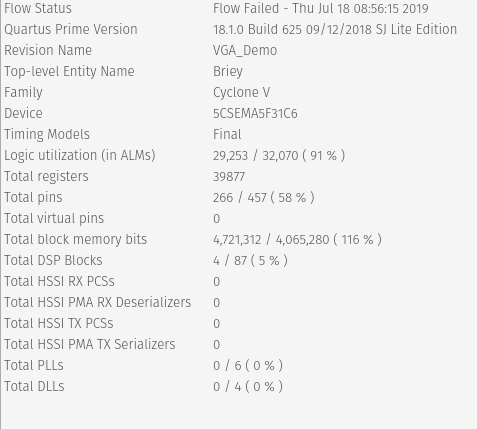 Flow Status Flow Failed - Thu Jul 18 08:56:15 2019
Quartus Prime Version 18.1.0 Build 625 09/12/2018 SJ Lite Edition
Revision Name VGA_Demo
Top-level Entity Name Briey
Family Cyclone V
Device 5CSEMA5F31C6
Timing Models Final
Logic utilization (in ALMs) 29,253 / 32,070 ( 91 % )
Total registers 39877
Total pins 266 / 457 ( 58 % )
Total virtual pins 0
Total block memory bits 4,721,312 / 4,065,280 ( 116 % )
Total DSP Blocks 4 / 87 ( 5 % )
Total HSSI RX PCSs 0
Total HSSI PMA RX Deserializers 0
Total HSSI TX PCSs 0
Total HSSI PMA TX Serializers 0
Total PLLs 0 / 6 ( 0 % )
Total DLLs 0 / 4 ( 0 % )